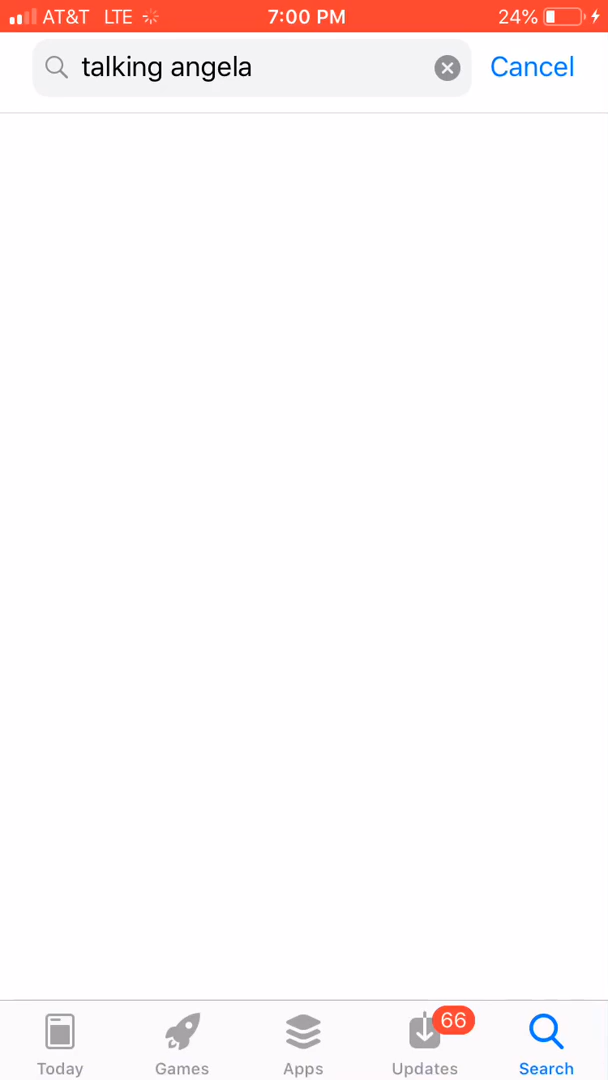 AT&T LTE 7:00 PM 24%
talking angela Cancel
66
Today Games Apps Updates Search